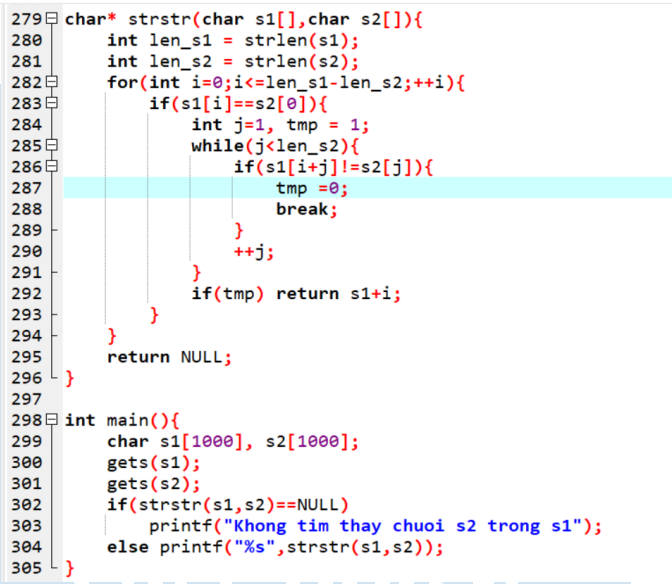 279 char* strstr(char s1[],char s2[]){
280     int len_s1 = strlen(s1);
281     int len_s2 = strlen(s2);
282     for(int i=0;i<=len_s1-len_s2;++i){
283         if(s1[i]==s2[0]){
284             int j=1, tmp = 1;
285             while(j<len_s2){
286                 if(s1[i+j]!=s2[j]){
287                     tmp =0;
288                     break;
289                 }
290                 ++j;
291             }
292             if(tmp) return s1+i;
293         }
294     }
295     return NULL;
296 }
297
298 int main(){
299     char s1[1000], s2[1000];
300     gets(s1);
301     gets(s2);
302     if(strstr(s1,s2)==NULL)
303         printf("Khong tim thay chuoi s2 trong s1");
304     else printf("%s",strstr(s1,s2));
305 }